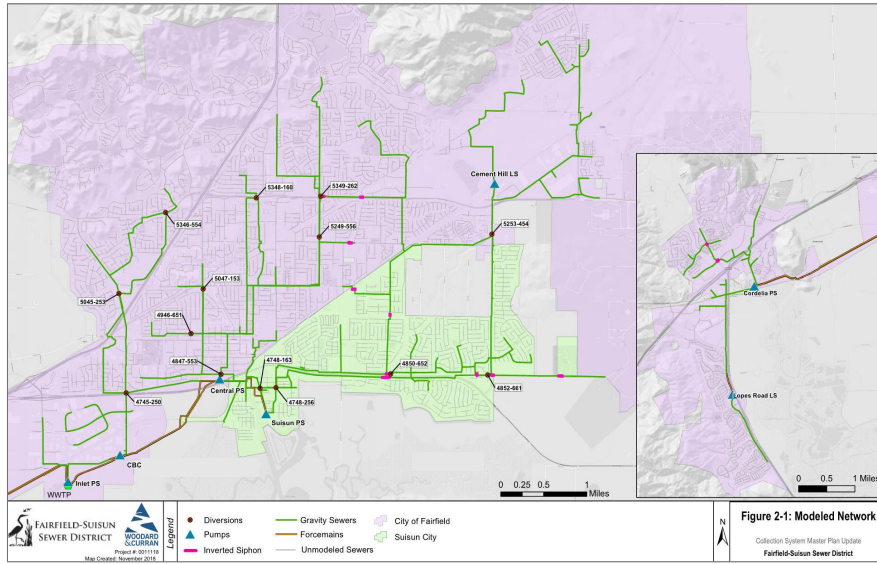 Cement Hill LS
5348-160
5349-262
5346-554
5249-556
5253-454
5047-153
5045-253
4946-651
4847-553
4748-163
4850-652
4852-661
Central PS
4745-250
4748-256
Suisun PS
CBC
Inlet PS
WWTP
0 0.25 0.5 1
Miles
Cordelia PS
Lopes Road LS
0 0.5 1
Miles
FAIRFIELD-SUISUN
SEWER DISTRICT
WOODARD
&CURRAN
Project #: 0011118
Map Created: November 2018
Legend
Diversions
Pumps
Inverted Siphon
Gravity Sewers
Forcemains
Unmodeled Sewers
City of Fairfield
Suisun City
N
Figure 2-1: Modeled Network
Collection System Master Plan Update
Fairfield-Suisun Sewer District